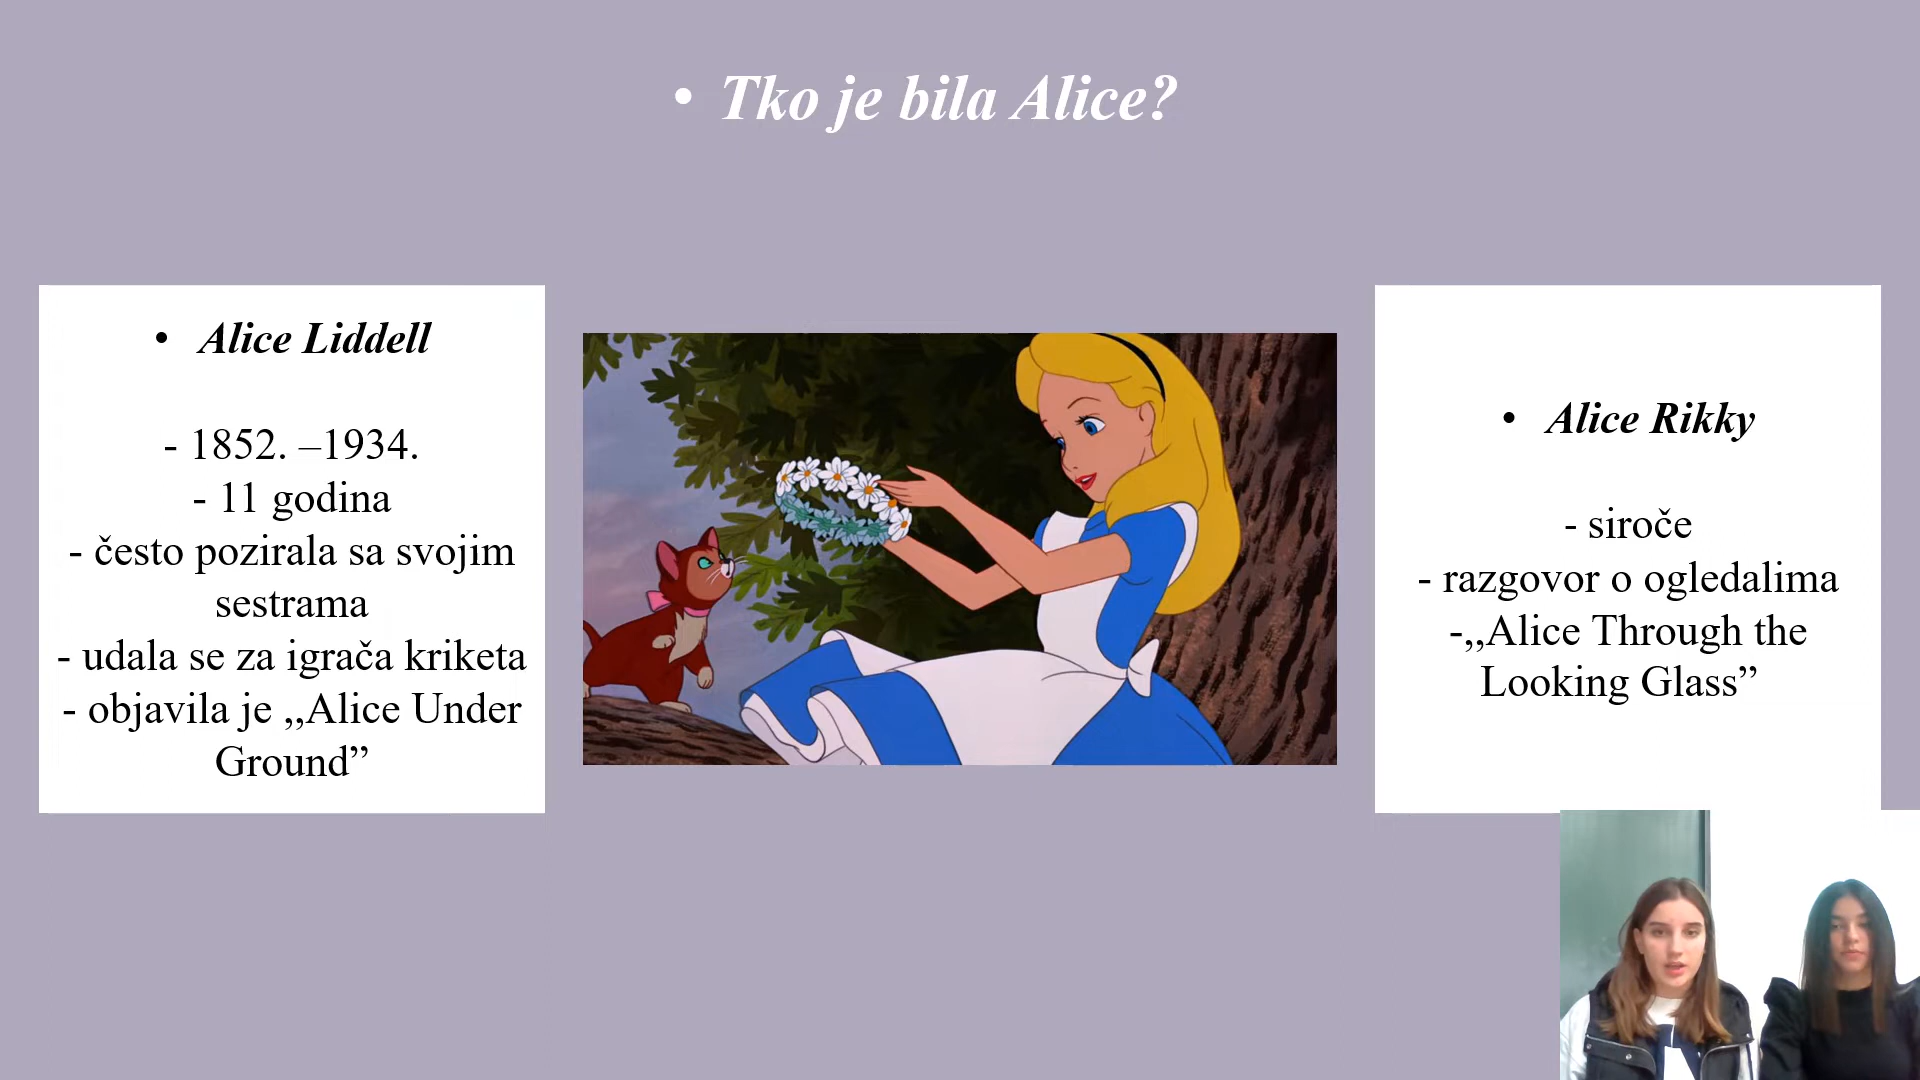 • Tko je bila Alice?
• Alice Liddell
- 1852. –1934.
- 11 godina
- često pozirala sa svojim
sestrama
- udala se za igrača kriketa
- objavila je ,,Alice Under
Ground”
• Alice Rikky
- siroče
- razgovor o ogledalima
-,,Alice Through the
Looking Glass”